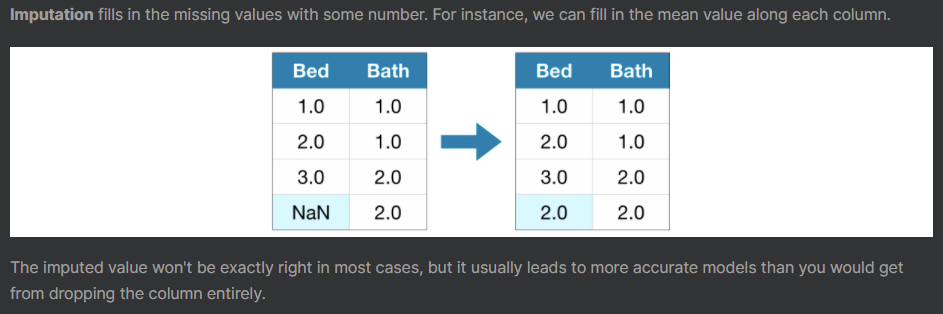 Imputation fills in the missing values with some number. For instance, we can fill in the mean value along each column.
Bed Bath Bed Bath
1.0 1.0 1.0 1.0
2.0 1.0 2.0 1.0
3.0 2.0 3.0 2.0
NaN 2.0 2.0 2.0
The imputed value won't be exactly right in most cases, but it usually leads to more accurate models than you would get
from dropping the column entirely.